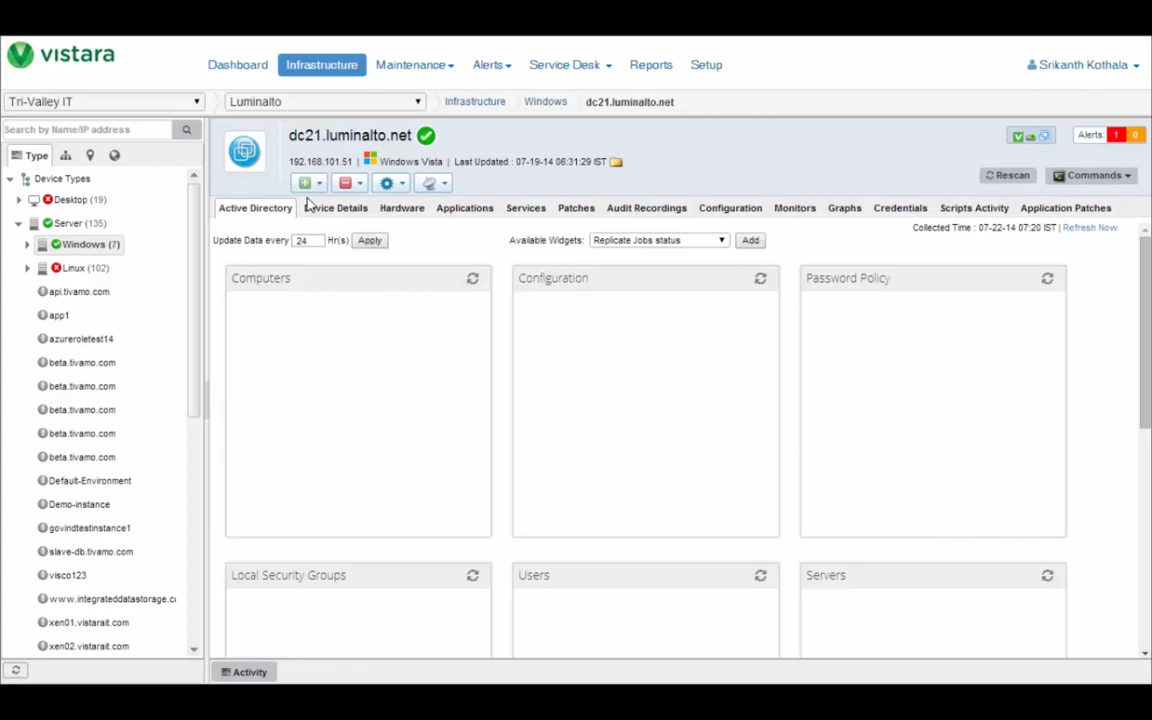 vistara
Dashboard Infrastructure Maintenance Alerts Service Desk Reports Setup Srikanth Kothala
Tri-Valley IT Luminalto Infrastructure Windows dc21.luminalto.net
Search by Name/IP address
dc21.luminalto.net
Alerts: 1 0
192.168.101.51 | Windows Vista | Last Updated : 07-19-14 06:31:29 IST
Rescan Commands
Type
Device Types
Desktop (19)
Server (135)
Windows (7)
Linux (102)
api.tivamo.com
app1
azureroletest14
beta.tivamo.com
beta.tivamo.com
beta.tivamo.com
beta.tivamo.com
beta.tivamo.com
Default-Environment
Demo-instance
govindtestinstance1
slave-db.tivamo.com
visco123
www.integrateddatastorage.c
xen01.vistarait.com
xen02.vistarait.com
Active Directory Device Details Hardware Applications Services Patches Audit Recordings Configuration Monitors Graphs Credentials Scripts Activity Application Patches
Collected Time : 07-22-14 07:20 IST | Refresh Now
Update Data every 24 Hr(s) Apply Available Widgets: Replicate Jobs status Add
Computers Configuration Password Policy
Local Security Groups Users Servers
Activity